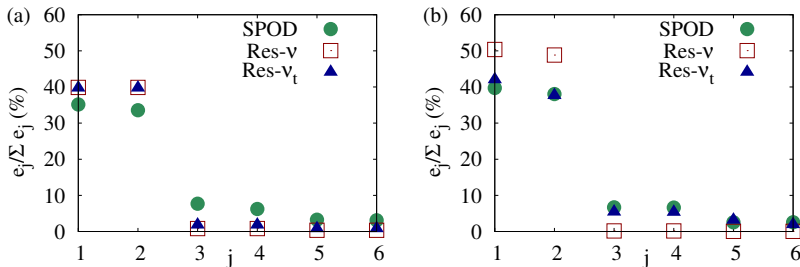 (a)
60
50
40
30
20
10
0
e_j/Σ e_j (%)
SPOD
Res-ν
Res-ν_t
1 2 3 j 4 5 6
(b)
60
50
40
30
20
10
0
e_j/Σ e_j (%)
SPOD
Res-ν
Res-ν_t
1 2 3 j 4 5 6